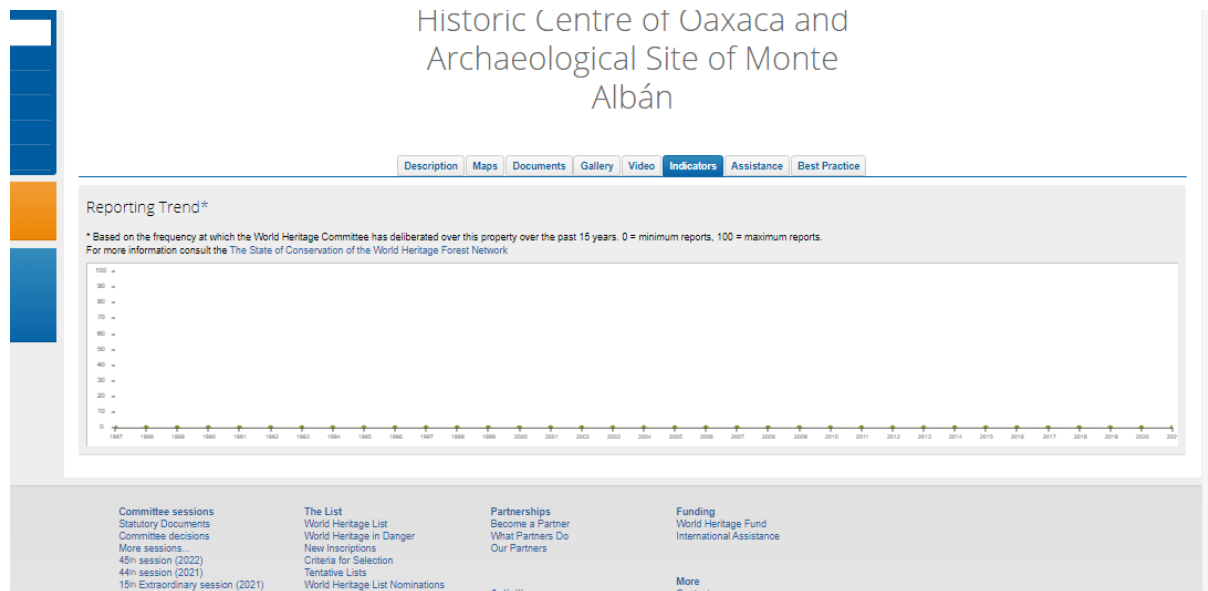 Historic Centre of Oaxaca and
Archaeological Site of Monte
Albán
Description Maps Documents Gallery Video Indicators Assistance Best Practice
Reporting Trend*
* Based on the frequency at which the World Heritage Committee has deliberated over this property over the past 15 years. 0 = minimum reports, 100 = maximum reports.
For more information consult the The State of Conservation of the World Heritage Forest Network
100
90
80
70
60
50
40
30
20
10
0
1987 1988 1989 1990 1991 1992 1993 1994 1995 1996 1997 1998 1999 2000 2001 2002 2003 2004 2005 2006 2007 2008 2009 2010 2011 2012 2013 2014 2015 2016 2017 2018 2019 2020 202
Committee sessions
Statutory Documents
Committee decisions
More sessions...
45th session (2022)
44th session (2021)
15th Extraordinary session (2021)
The List
World Heritage List
World Heritage in Danger
New Inscriptions
Criteria for Selection
Tentative Lists
World Heritage List Nominations
Partnerships
Become a Partner
What Partners Do
Our Partners
Funding
World Heritage Fund
International Assistance
More